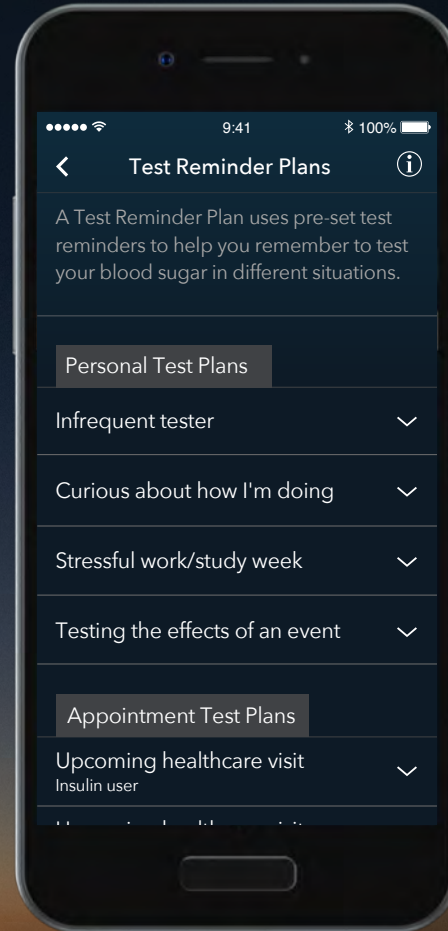 9:41
100%
Test Reminder Plans
A Test Reminder Plan uses pre-set test
reminders to help you remember to test
your blood sugar in different situations.
Personal Test Plans
Infrequent tester
Curious about how I'm doing
Stressful work/study week
Testing the effects of an event
Appointment Test Plans
Upcoming healthcare visit
Insulin user